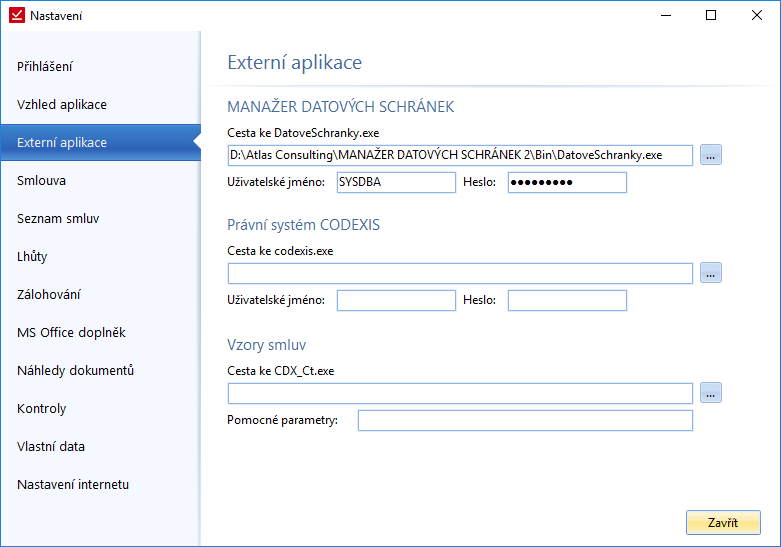 Nastavení
Přihlášení
Vzhled aplikace
Externí aplikace
Smlouva
Seznam smluv
Lhůty
Zálohování
MS Office doplněk
Náhledy dokumentů
Kontroly
Vlastní data
Nastavení internetu
Externí aplikace
MANAŽER DATOVÝCH SCHRÁNEK
Cesta ke DatoveSchranky.exe
D:\Atlas Consulting\MANAŽER DATOVÝCH SCHRÁNEK 2\Bin\DatoveSchranky.exe ...
Uživatelské jméno: SYSDBA Heslo: ●●●●●●●●●
Právní systém CODEXIS
Cesta ke codexis.exe
...
Uživatelské jméno: Heslo:
Vzory smluv
Cesta ke CDX_Ct.exe
...
Pomocné parametry:
Zavřít